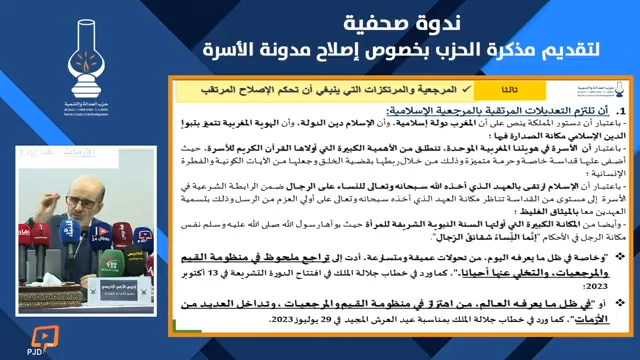 ندوة صحفية
لتقديم مذكرة الحزب بخصوص إصلاح مدونة الأسرة
حزب العدالة والتنمية
ثالثا
✓ المرجعية والمرتكزات التي ينبغي أن تحكم الإصلاح المرتقب
1. أن تلتزم التعديلات المرتقبة بالمرجعية الإسلامية:
- باعتبار أن دستور المملكة ينص على أن المغرب دولة إسلامية، وأن الإسلام دين الدولة، وأن الهوية المغربية تتميز بتبوإ
الدين الإسلامي مكانة الصدارة فيها؛
- باعتبار أن الأسرة في هويتنا المغربية الموحدة، تنطلق من الأهمية الكبيرة التي أولاها القرآن الكريم للأسرة، حيث
أضفى عليها قداسة خاصة وحرمة متميزة وذلك من خلال ربطها بقضية الخلق وجعلها من الآيات الكونية والفطرة
الإنسانية؛
- باعتبار أن الإسلام ارتقى بالعهد الذي أخذه الله سبحانه وتعالى للنساء على الرجال ضمن الرابطة الشرعية في
الأسرة إلى مستوى من القداسة تناظر مكانة العهد الذي أخذه سبحانه وتعالى على أولي العزم من الرسل وذلك بتسمية
العهدين معا بالميثاق الغليظ؛
- وأيضا من المكانة الكبيرة التي أولتها السنة النبوية الشريفة للمرأة حيث بوأها رسول الله صلى الله عليه وسلم نفس
مكانة الرجل في الأحكام "إنما النساء شقائق الرجال".
"وخاصة في ظل ما يعرفه اليوم، من تحولات عميقة ومتسارعة، أدت إلى تراجع ملحوظ في منظومة القيم
والمرجعيات، والتخلي عنها أحيانا.."، كما ورد في خطاب جلالة الملك في افتتاح الدورة التشريعية في 13 أكتوبر
2023؛
أو "في ظل ما يعرفه العالم، من اهتزاز في منظومة القيم والمرجعيات، وتداخل العديد من
الأزمات"، كما ورد في خطاب جلالة الملك بمناسبة عيد العرش المجيد في 29 يوليوز 2023.
PJD